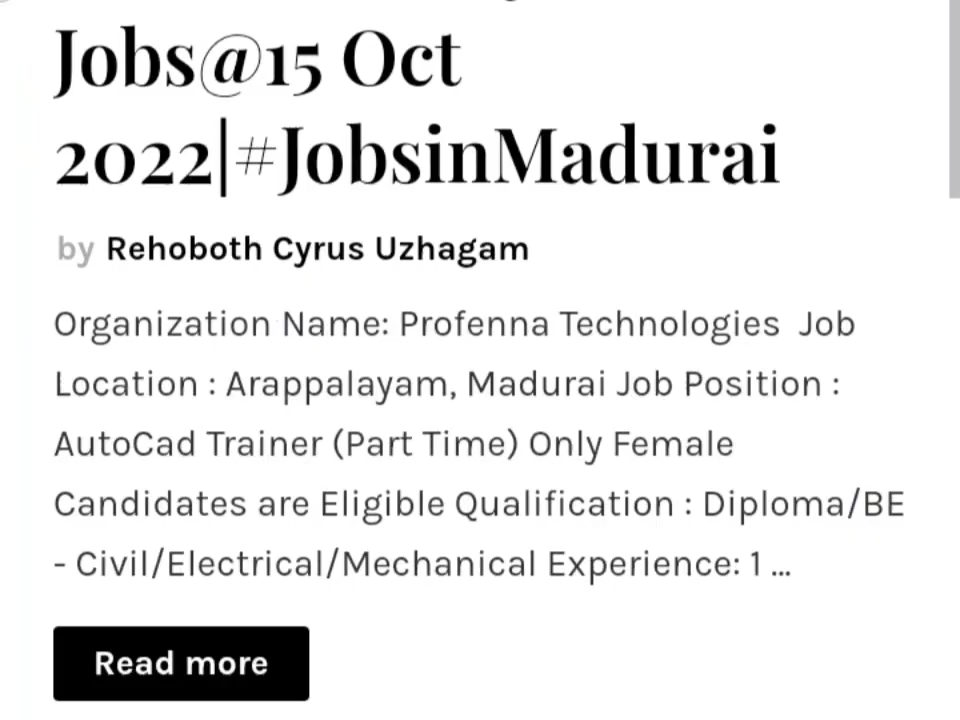 Jobs@15 Oct
2022|#JobsinMadurai
by Rehoboth Cyrus Uzhagam
Organization Name: Profenna Technologies  Job
Location : Arappalayam, Madurai Job Position :
AutoCad Trainer (Part Time) Only Female
Candidates are Eligible Qualification : Diploma/BE
- Civil/Electrical/Mechanical Experience: 1 ...
Read more